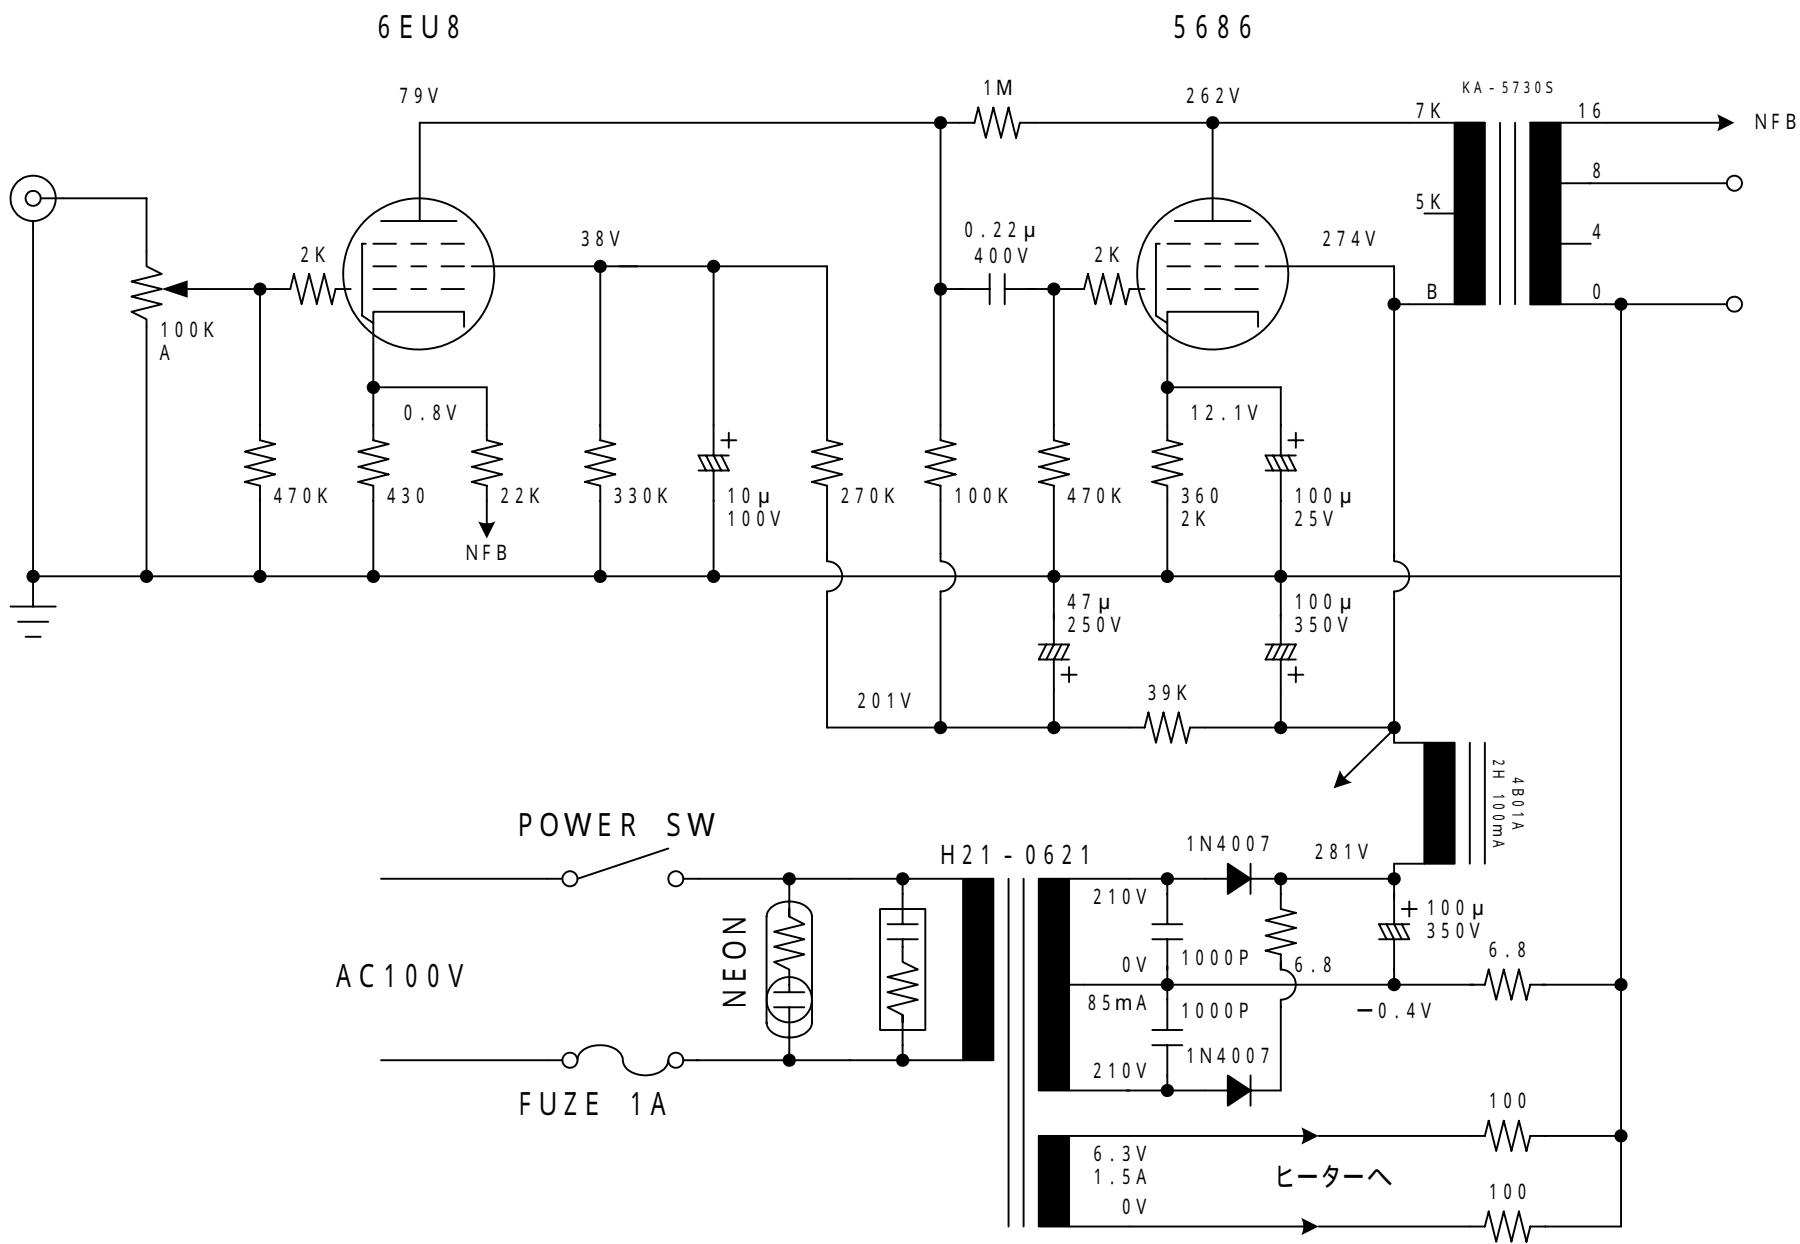 6EU8
5686
79V
1M
262V
KA-5730S
7K
16
NFB
8
5K
4
38V
0.22μ
400V
274V
2K
2K
B
0
100K
A
0.8V
12.1V
470K
430
22K
330K
10μ
100V
270K
100K
470K
360
2K
100μ
25V
NFB
47μ
250V
100μ
350V
201V
39K
4B01A
2H 100mA
POWER SW
H21-0621
1N4007
281V
210V
100μ
350V
NEON
6.8
AC100V
0V
1000P
6.8
85mA
1000P
-0.4V
1N4007
210V
FUZE 1A
100
6.3V
1.5A
ヒーターへ
0V
100